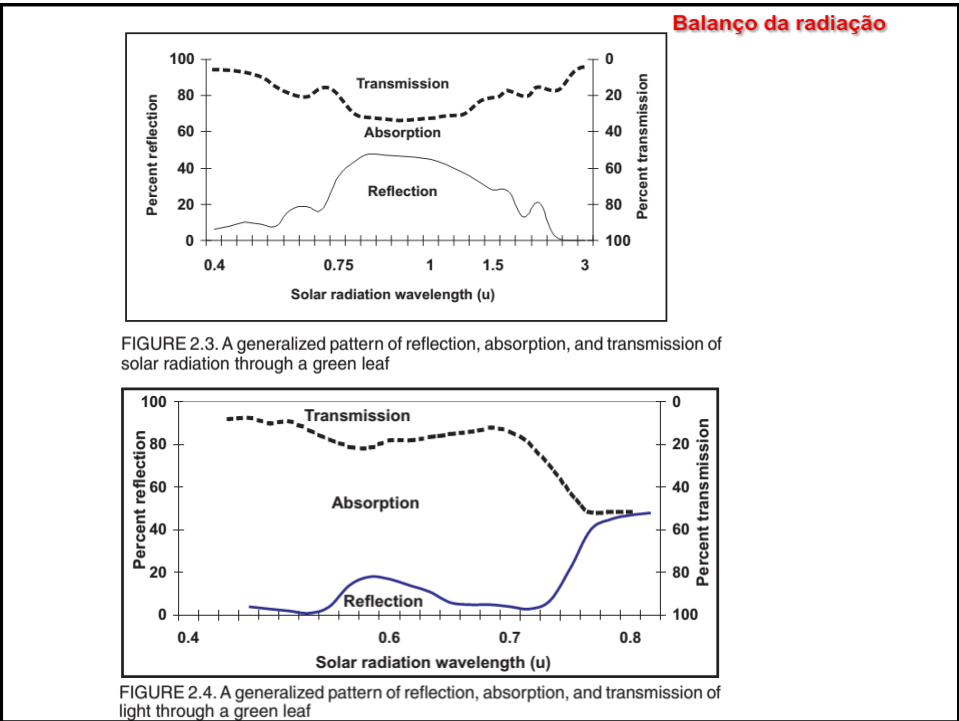 Balanço da radiação
100
80
60
40
20
0
Percent reflection
Transmission
Absorption
Reflection
0
20
40
60
80
100
Percent transmission
0.4 0.75 1 1.5 3
Solar radiation wavelength (u)
FIGURE 2.3. A generalized pattern of reflection, absorption, and transmission of
solar radiation through a green leaf
100
80
60
40
20
0
Percent reflection
Transmission
Absorption
Reflection
0
20
40
60
80
100
Percent transmission
0.4 0.6 0.7 0.8
Solar radiation wavelength (u)
FIGURE 2.4. A generalized pattern of reflection, absorption, and transmission of
light through a green leaf